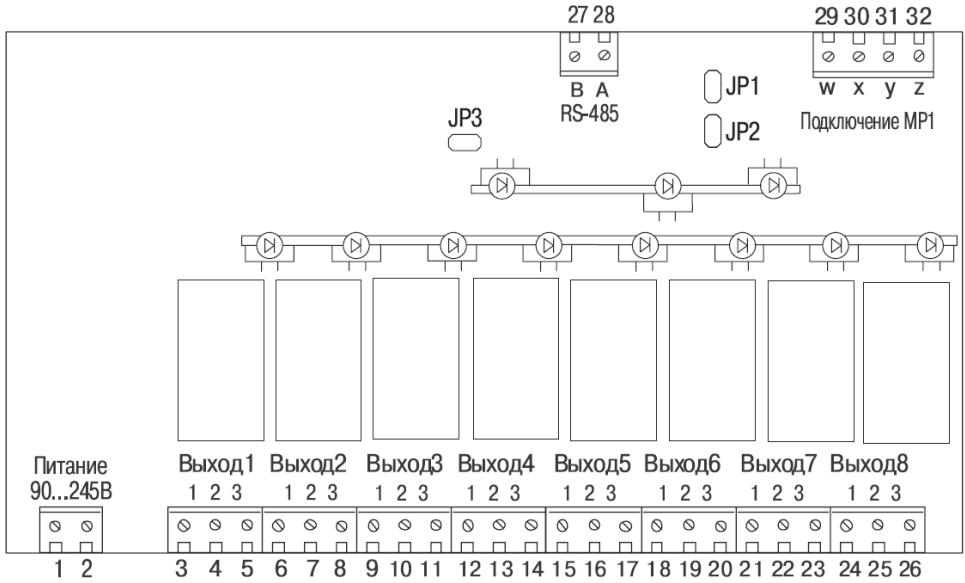 27 28
29 30 31 32
B A
RS-485
w x y z
Подключение МР1
JP1
JP2
JP3
Питание
90...245В
Выход1 Выход2 Выход3 Выход4 Выход5 Выход6 Выход7 Выход8
1 2 3 1 2 3 1 2 3 1 2 3 1 2 3 1 2 3 1 2 3 1 2 3
1 2 3 4 5 6 7 8 9 10 11 12 13 14 15 16 17 18 19 20 21 22 23 24 25 26